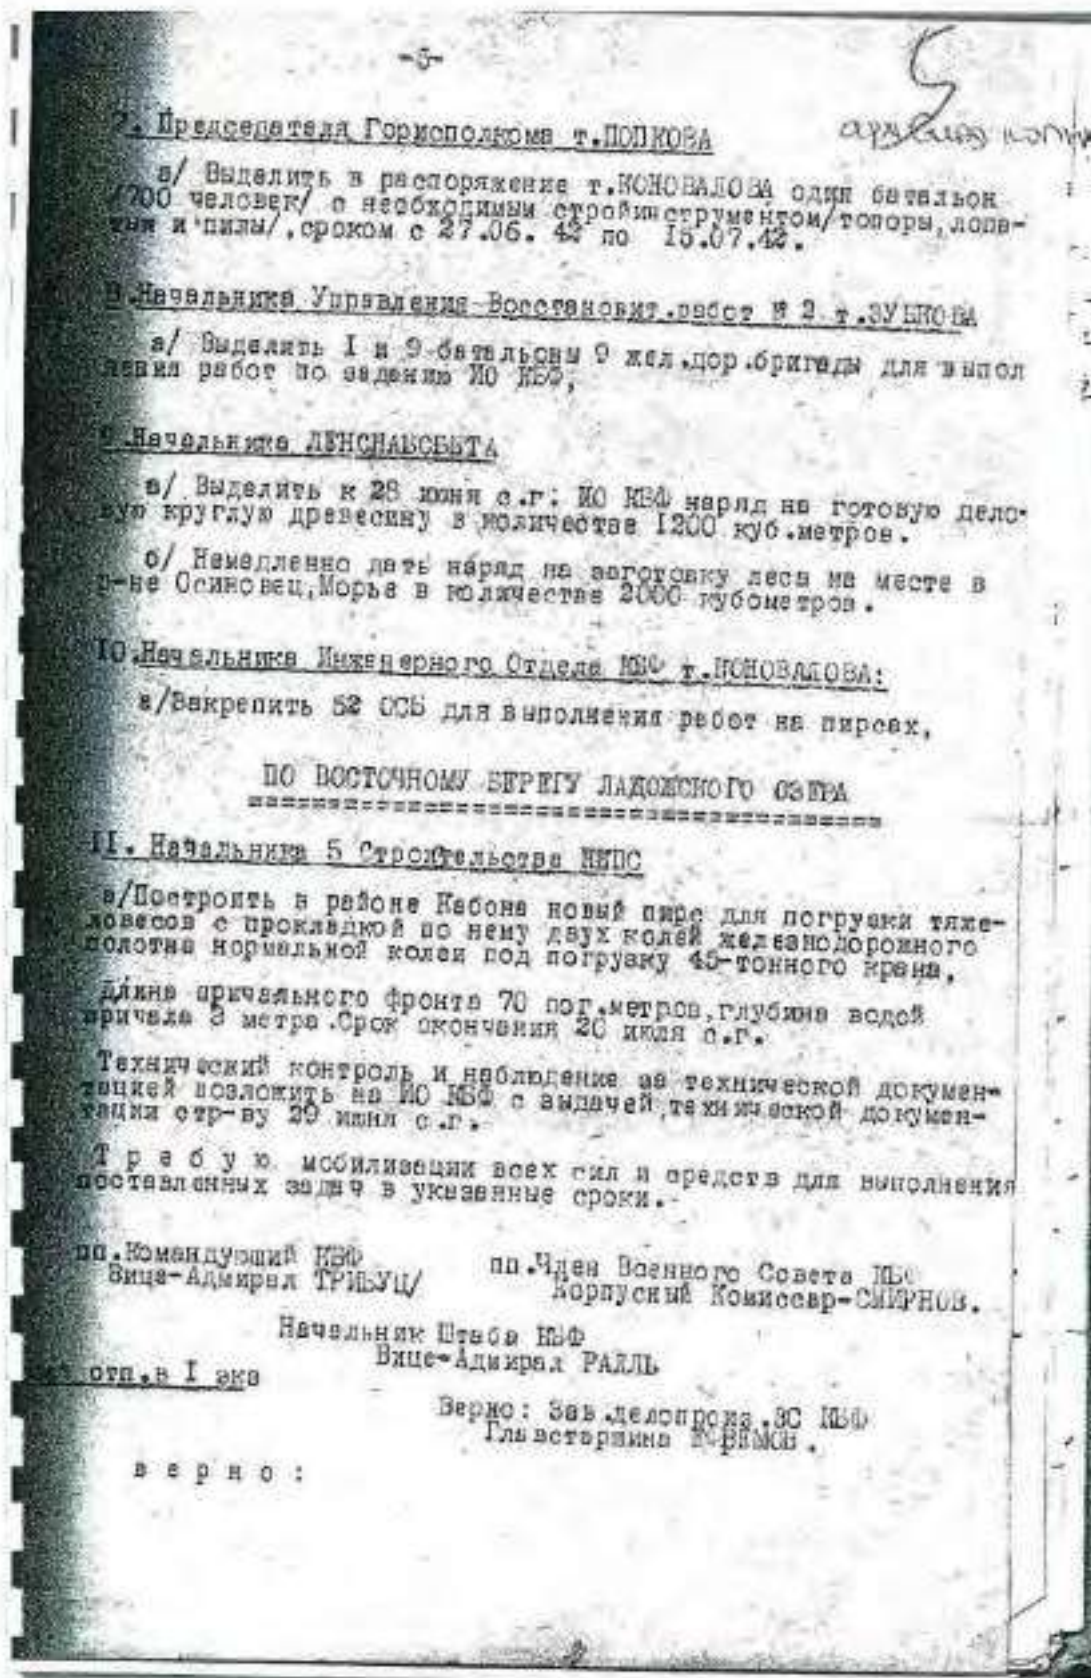 -5-
5
7. Председателя Горисполкома т.ПОПКОВА
а/ Выделить в распоряжение т.КОНОВАЛОВА один батальон
/700 человек/ с необходимым стройинструментом/топоры,лопа-
ты и пилы/,сроком с 27.06. 42 по 15.07.42.
8.Начальника Управления Восстановит.работ № 2 т.ЗУБКОВА
а/ Выделить I и 9 батальоны 9 жел.дор.бригады для выпол
нения работ по заданию ИО КБФ,
9.Начальника ЛЕНСНАБСБЫТА
а/ Выделить к 28 июня с.г: ИО КБФ наряд на готовую дело-
вую круглую древесину в количестве I200 куб.метров.
б/ Немедленно дать наряд на заготовку леса на месте в
р-не Осиновец,Морье в количестве 2000 кубометров.
IO.Начальника Инженерного Отдела КБФ т.КОНОВАЛОВА:
а/Закрепить 52 ОСБ для выполнения работ на пирсах,
ПО ВОСТОЧНОМУ БЕРЕГУ ЛАДОЖСКОГО ОЗЕРА
=======================================
II. Начальника 5 Строительства НКПС
а/Построить в районе Кабона новый пирс для погрузки тяже-
ловесов с прокладкой по нему двух колей железнодорожного
полотна нормальной колеи под погрузку 45-тонного крана,
Длина причального фронта 70 пог.метров,глубина водой
причала 3 метра.Срок окончания 20 июля с.г.
Технический контроль и наблюдение за технической докумен-
тацией возложить на ИО КБФ с выдачей технической докумен-
тации стр-ву 29 июня с.г.
Т р е б у ю мобилизации всех сил и средств для выполнения
поставленных задач в указанные сроки.-
пп.Командующий КБФ
Вице-Адмирал ТРИБУЦ/
пп.Член Военного Совета КБФ
Корпусный Комиссар-СМИРНОВ.
Начальник Штаба КБФ
Вице-Адмирал РАЛЛЬ
отп.в I экз
Верно: Зав.делопроиз.ЗС КБФ
Главстаршина ЕФИМОВ.
в е р н о :